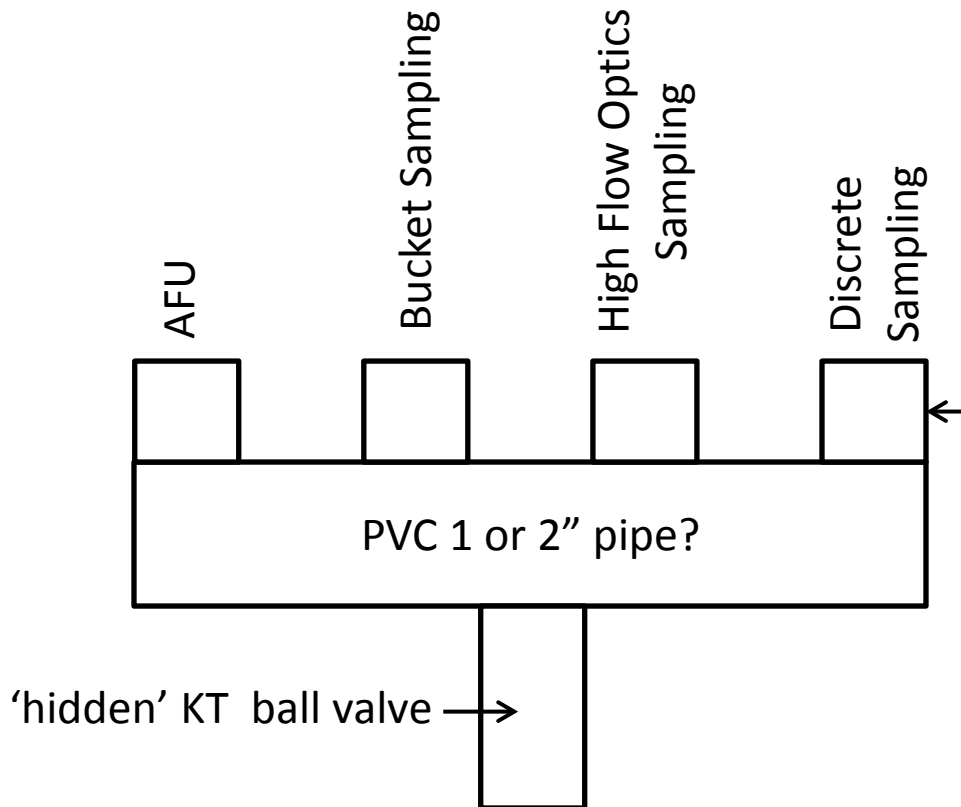 AFU
Bucket Sampling
High Flow Optics
Sampling
Discrete
Sampling
PVC 1 or 2” pipe?
‘hidden’ KT ball valve